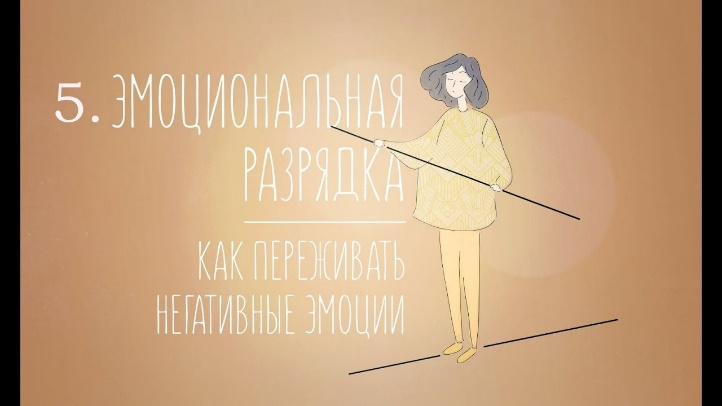 5. ЭМОЦИОНАЛЬНАЯ
РАЗРЯДКА
КАК ПЕРЕЖИВАТЬ
НЕГАТИВНЫЕ ЭМОЦИИ